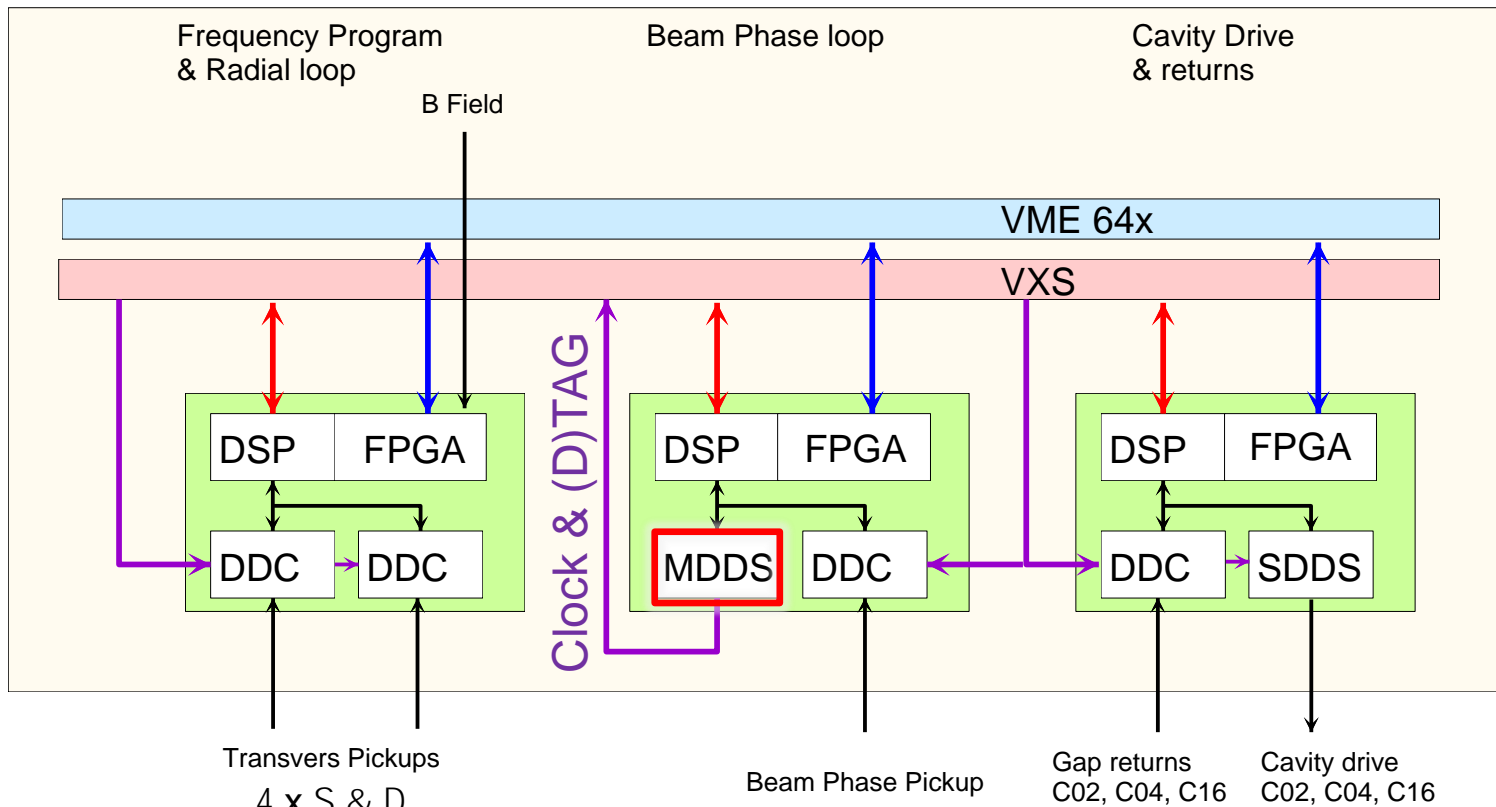 Frequency Program
& Radial loop
Beam Phase loop
Cavity Drive
& returns
B Field
VME 64x
VXS
Clock & (D)TAG
DSP
FPGA
DDC
DDC
DSP
FPGA
MDDS
DDC
DSP
FPGA
DDC
SDDS
Transvers Pickups
4 x S & D
Beam Phase Pickup
Gap returns
C02, C04, C16
Cavity drive
C02, C04, C16